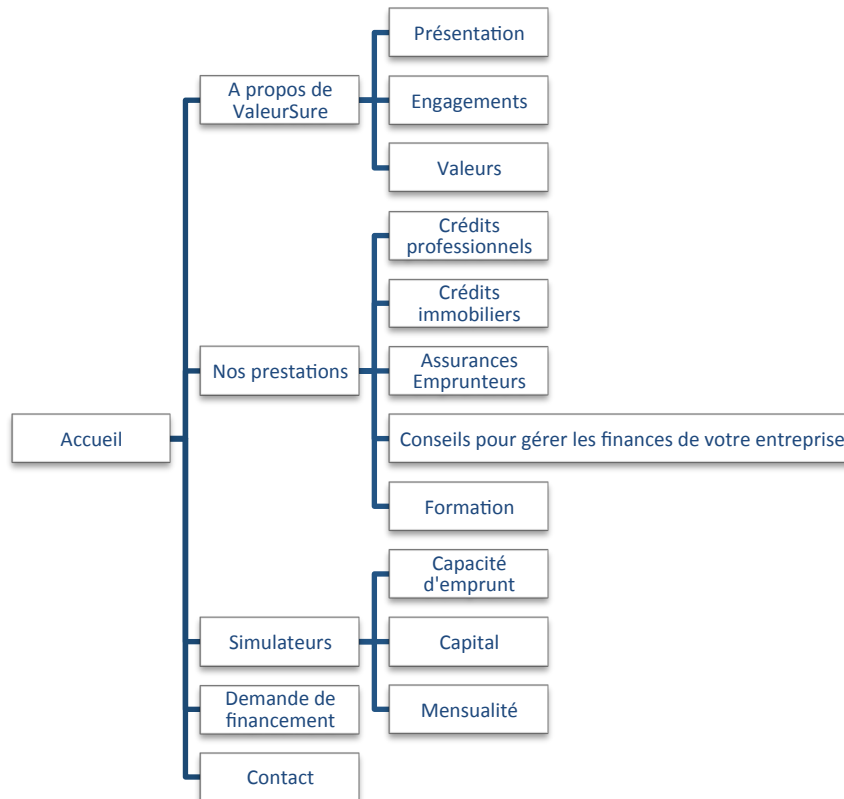 Présentation
A propos de
ValeurSure
Engagements
Valeurs
Crédits
professionnels
Crédits
immobiliers
Nos prestations
Assurances
Emprunteurs
Accueil
Conseils pour gérer les finances de votre entreprise
Formation
Capacité
d'emprunt
Simulateurs
Capital
Demande de
financement
Mensualité
Contact